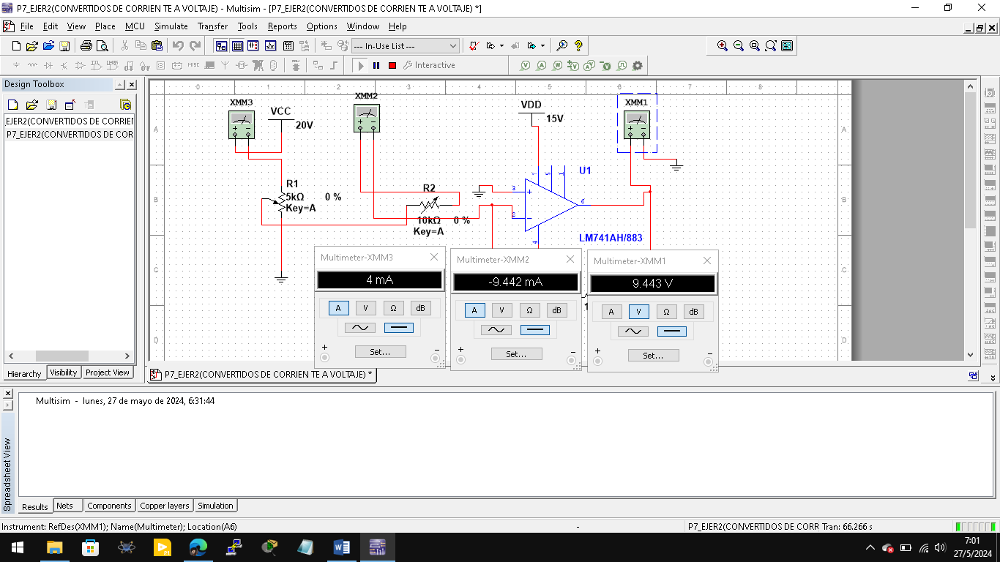 P7_EJER2(CONVERTIDOS DE CORRIEN TE A VOLTAJE) - Multisim - [P7_EJER2(CONVERTIDOS DE CORRIEN TE A VOLTAJE) *]
File Edit View Place MCU Simulate Transfer Tools Reports Options Window Help
--- In-Use List ---
MISC Interactive
Design Toolbox
EJER2(CONVERTIDOS DE CORRIEN
P7_EJER2(CONVERTIDOS DE COR
Hierarchy Visibility Project View
0 1 2 3 4 5 6 7 8
A
B
C
D
A
B
C
D
XMM3
VCC
20V
XMM2
VDD
15V
XMM1
R1
5kΩ 0 %
Key=A
R2
10kΩ 0 %
Key=A
U1
3
2
6
7
5
1
4
LM741AH/883
Multimeter-XMM3
4 mA
A V Ω dB
Set...
+ −
Multimeter-XMM2
-9.442 mA
A V Ω dB
Set...
+ −
Multimeter-XMM1
9.443 V
A V Ω dB
Set...
+ −
P7_EJER2(CONVERTIDOS DE CORRIEN TE A VOLTAJE) *
Multisim - lunes, 27 de mayo de 2024, 6:31:44
Spreadsheet View
Results Nets Components Copper layers Simulation
Instrument: RefDes(XMM1); Name(Multimeter); Location(A6)
-
P7_EJER2(CONVERTIDOS DE CORR Tran: 66.266 s
7:01
27/5/2024